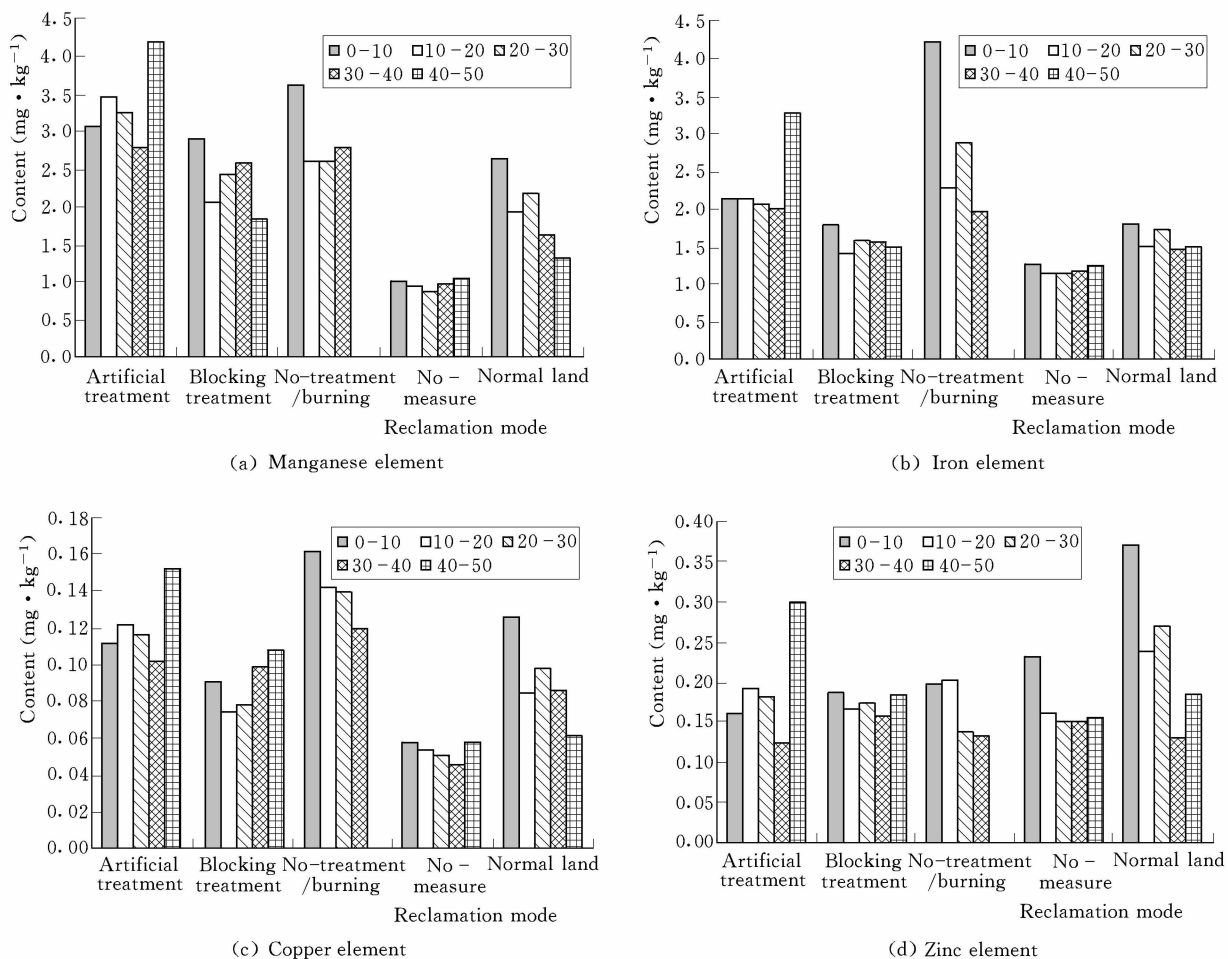 4.5
4.0
3.5
3.0
2.5
2.0
1.5
1.0
0.5
0.0
Content (mg·kg⁻¹)
0-10 10-20 20-30
30-40 40-50
Artificial treatment
Blocking treatment
No-treatment /burning
No-measure
Normal land
Reclamation mode
(a) Manganese element
4.5
4.0
3.5
3.0
2.5
2.0
1.5
1.0
0.5
0.0
Content (mg·kg⁻¹)
0-10 10-20 20-30
30-40 40-50
Artificial treatment
Blocking treatment
No-treatment /burning
No-measure
Normal land
Reclamation mode
(b) Iron element
0.18
0.16
0.14
0.12
0.10
0.08
0.06
0.04
0.02
0.00
Content (mg·kg⁻¹)
0-10 10-20 20-30
30-40 40-50
Artificial treatment
Blocking treatment
No-treatment /burning
No-measure
Normal land
Reclamation mode
(c) Copper element
0.40
0.35
0.30
0.25
0.20
0.15
0.10
0.05
0.00
Content (mg·kg⁻¹)
0-10 10-20 20-30
30-40 40-50
Artificial treatment
Blocking treatment
No-treatment /burning
No-measure
Normal land
Reclamation mode
(d) Zinc element